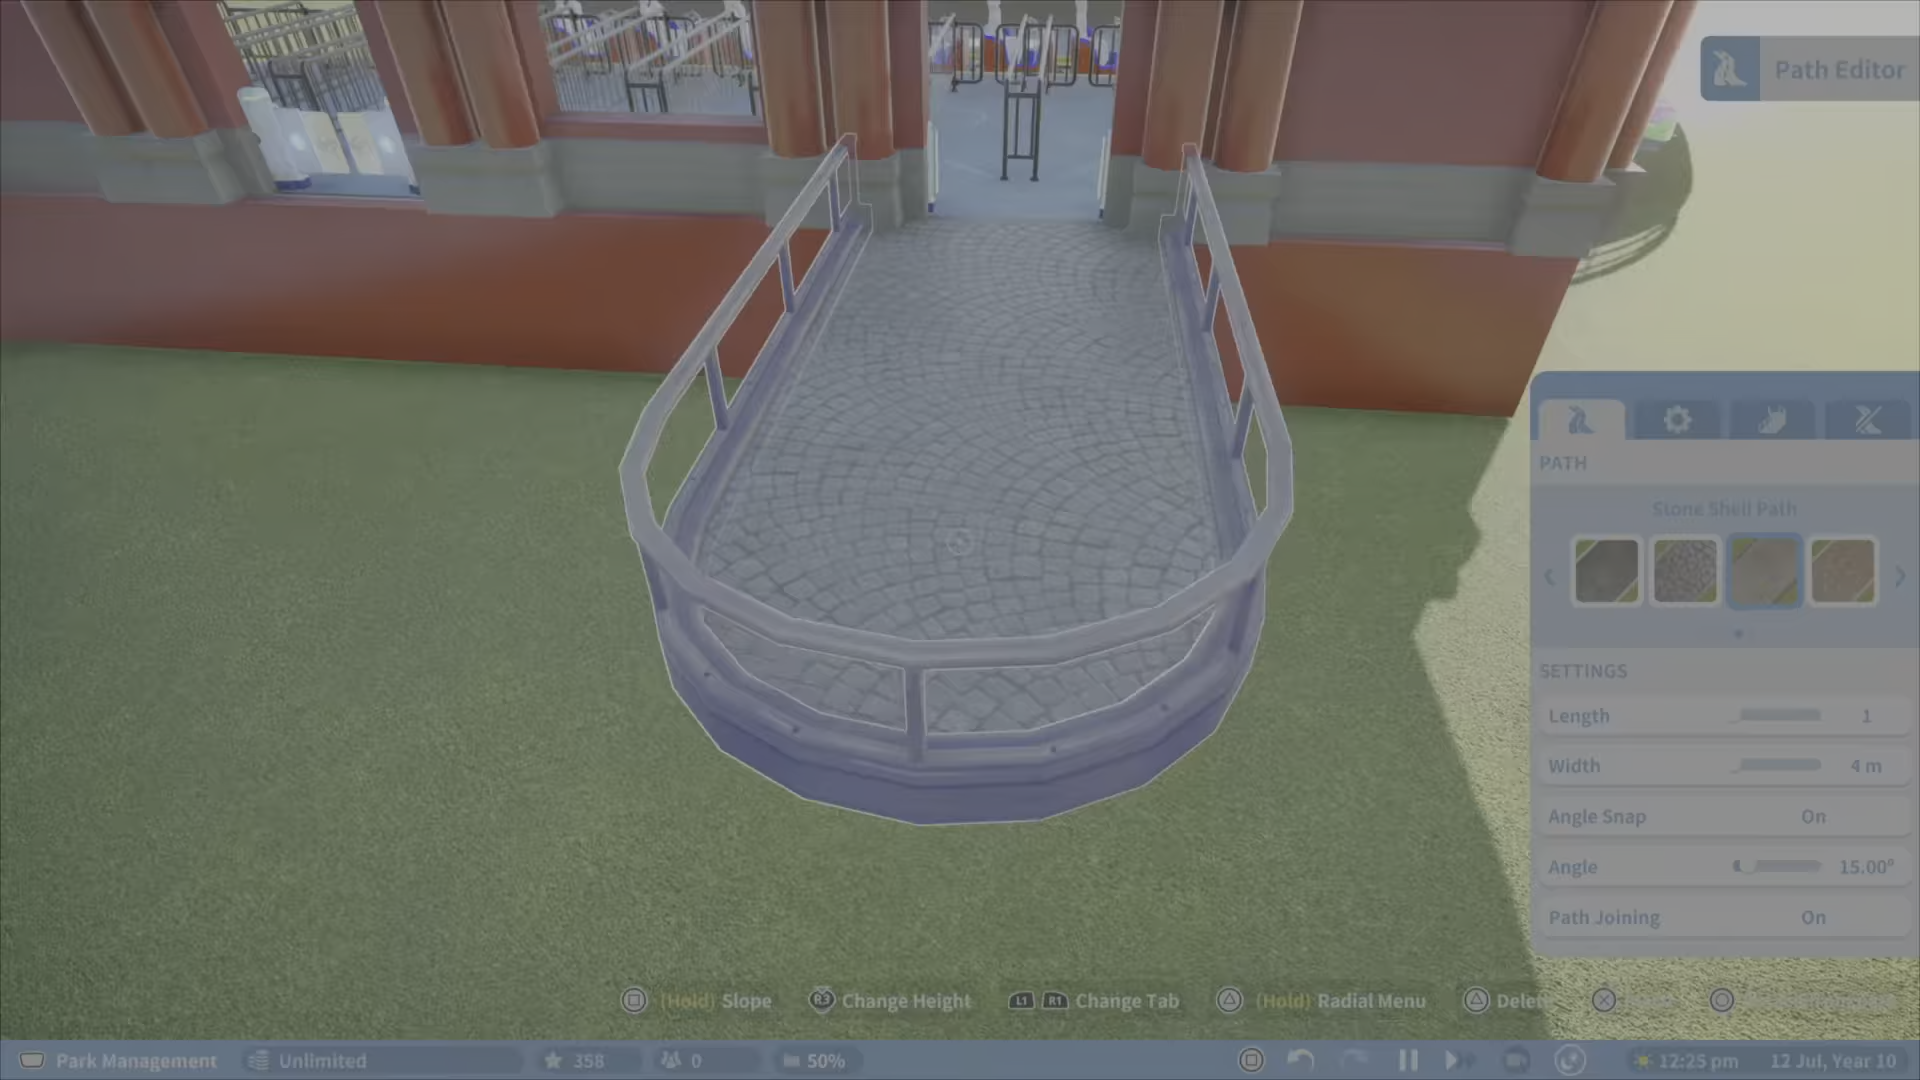 Path Editor
PATH
Stone Shell Path
SETTINGS
Length 1
Width 4 m
Angle Snap On
Angle 15.00°
Path Joining On
(Hold) Slope R3 Change Height L1 R1 Change Tab (Hold) Radial Menu Delete
Park Management Unlimited 358 0 50% 12:25 pm 12 Jul, Year 10